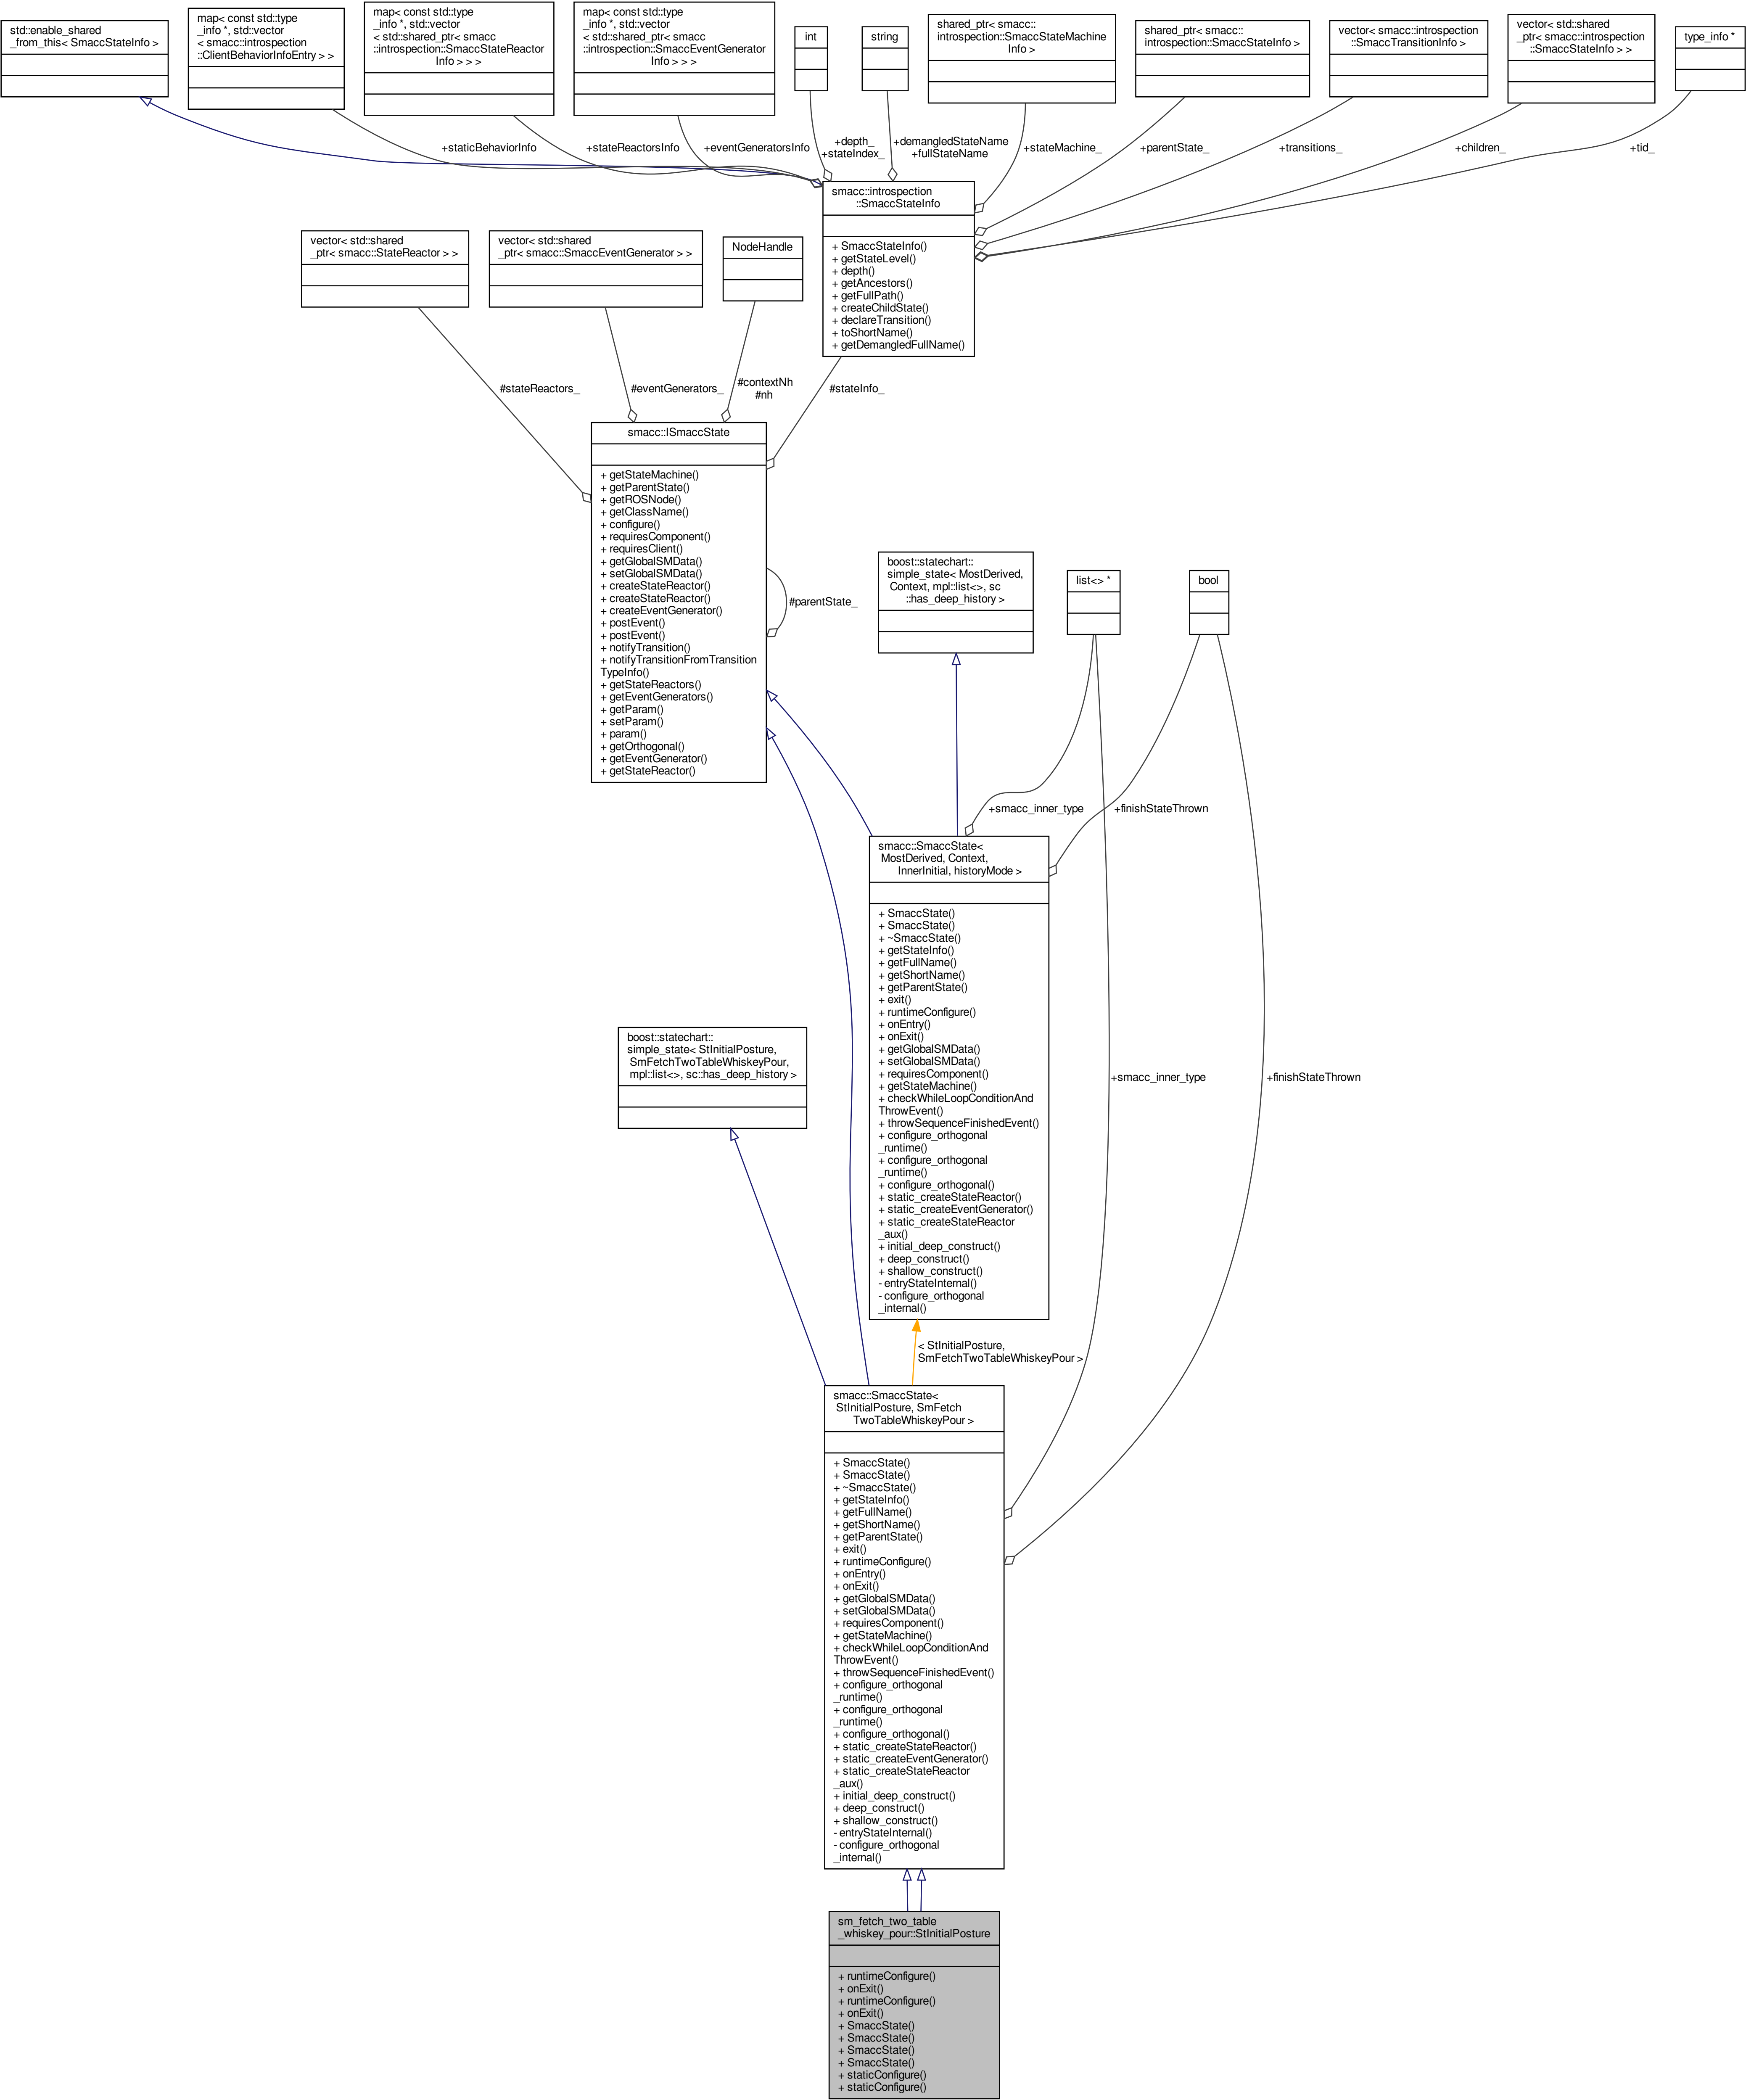 std::enable_shared
_from_this< SmaccStateInfo >
map< const std::type
_info *, std::vector
< smacc::introspection
::ClientBehaviorInfoEntry > >
map< const std::type
_info *, std::vector
< std::shared_ptr< smacc
::introspection::SmaccStateReactor
Info > > >
map< const std::type
_info *, std::vector
< std::shared_ptr< smacc
::introspection::SmaccEventGenerator
Info > > >
int
string
shared_ptr< smacc::
introspection::SmaccStateMachine
Info >
shared_ptr< smacc::
introspection::SmaccStateInfo >
vector< smacc::introspection
::SmaccTransitionInfo >
vector< std::shared
_ptr< smacc::introspection
::SmaccStateInfo > >
type_info *
+staticBehaviorInfo
+stateReactorsInfo
+eventGeneratorsInfo
+depth_
+stateIndex_
+demangledStateName
+fullStateName
+stateMachine_
+parentState_
+transitions_
+children_
+tid_
smacc::introspection
::SmaccStateInfo
+ SmaccStateInfo()
+ getStateLevel()
+ depth()
+ getAncestors()
+ getFullPath()
+ createChildState()
+ declareTransition()
+ toShortName()
+ getDemangledFullName()
vector< std::shared
_ptr< smacc::StateReactor > >
vector< std::shared
_ptr< smacc::SmaccEventGenerator > >
NodeHandle
#stateReactors_
#eventGenerators_
#contextNh
#nh
#stateInfo_
smacc::ISmaccState
+ getStateMachine()
+ getParentState()
+ getROSNode()
+ getClassName()
+ configure()
+ requiresComponent()
+ requiresClient()
+ getGlobalSMData()
+ setGlobalSMData()
+ createStateReactor()
+ createStateReactor()
+ createEventGenerator()
+ postEvent()
+ postEvent()
+ notifyTransition()
+ notifyTransitionFromTransition
TypeInfo()
+ getStateReactors()
+ getEventGenerators()
+ getParam()
+ setParam()
+ param()
+ getOrthogonal()
+ getEventGenerator()
+ getStateReactor()
#parentState_
boost::statechart::
simple_state< MostDerived,
Context, mpl::list<>, sc
::has_deep_history >
list<> *
bool
+smacc_inner_type
+finishStateThrown
smacc::SmaccState<
MostDerived, Context,
InnerInitial, historyMode >
+ SmaccState()
+ SmaccState()
+ ~SmaccState()
+ getStateInfo()
+ getFullName()
+ getShortName()
+ getParentState()
+ exit()
+ runtimeConfigure()
+ onEntry()
+ onExit()
+ getGlobalSMData()
+ setGlobalSMData()
+ requiresComponent()
+ getStateMachine()
+ checkWhileLoopConditionAnd
ThrowEvent()
+ throwSequenceFinishedEvent()
+ configure_orthogonal
_runtime()
+ configure_orthogonal
_runtime()
+ configure_orthogonal()
+ static_createStateReactor()
+ static_createEventGenerator()
+ static_createStateReactor
_aux()
+ initial_deep_construct()
+ deep_construct()
+ shallow_construct()
- entryStateInternal()
- configure_orthogonal
_internal()
boost::statechart::
simple_state< StInitialPosture,
SmFetchTwoTableWhiskeyPour,
mpl::list<>, sc::has_deep_history >
+smacc_inner_type
+finishStateThrown
< StInitialPosture,
SmFetchTwoTableWhiskeyPour >
smacc::SmaccState<
StInitialPosture, SmFetch
TwoTableWhiskeyPour >
+ SmaccState()
+ SmaccState()
+ ~SmaccState()
+ getStateInfo()
+ getFullName()
+ getShortName()
+ getParentState()
+ exit()
+ runtimeConfigure()
+ onEntry()
+ onExit()
+ getGlobalSMData()
+ setGlobalSMData()
+ requiresComponent()
+ getStateMachine()
+ checkWhileLoopConditionAnd
ThrowEvent()
+ throwSequenceFinishedEvent()
+ configure_orthogonal
_runtime()
+ configure_orthogonal
_runtime()
+ configure_orthogonal()
+ static_createStateReactor()
+ static_createEventGenerator()
+ static_createStateReactor
_aux()
+ initial_deep_construct()
+ deep_construct()
+ shallow_construct()
- entryStateInternal()
- configure_orthogonal
_internal()
sm_fetch_two_table
_whiskey_pour::StInitialPosture
+ runtimeConfigure()
+ onExit()
+ runtimeConfigure()
+ onExit()
+ SmaccState()
+ SmaccState()
+ SmaccState()
+ SmaccState()
+ staticConfigure()
+ staticConfigure()